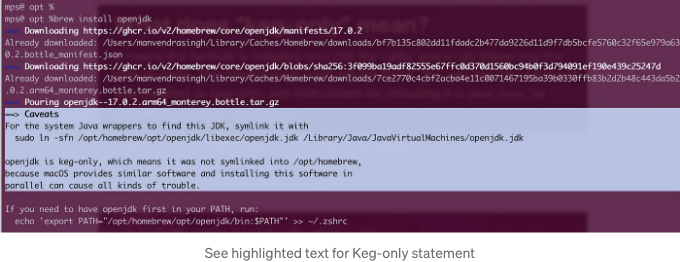 mps@ opt %
mps@ opt %brew install openjdk
==> Downloading https://ghcr.io/v2/homebrew/core/openjdk/manifests/17.0.2
Already downloaded: /Users/manvendrasingh/Library/Caches/Homebrew/downloads/bf7b135c802dd11fdadc2b477da9226d11d9f7db5bcfe5760c32f65e979a63
0.2.bottle_manifest.json
==> Downloading https://ghcr.io/v2/homebrew/core/openjdk/blobs/sha256:3f099ba19adf82555e67ffc0d370d1560bc94b0f3d794091ef190e439c25247d
Already downloaded: /Users/manvendrasingh/Library/Caches/Homebrew/downloads/7ce2770c4cbf2acba4e11c0071467195ba39b0330ffb83b2d2b48c443da5b2
.0.2.arm64_monterey.bottle.tar.gz
==> Pouring openjdk--17.0.2.arm64_monterey.bottle.tar.gz
==> Caveats
For the system Java wrappers to find this JDK, symlink it with
sudo ln -sfn /opt/homebrew/opt/openjdk/libexec/openjdk.jdk /Library/Java/JavaVirtualMachines/openjdk.jdk
openjdk is keg-only, which means it was not symlinked into /opt/homebrew,
because macOS provides similar software and installing this software in
parallel can cause all kinds of trouble.
If you need to have openjdk first in your PATH, run:
echo 'export PATH="/opt/homebrew/opt/openjdk/bin:$PATH"' >> ~/.zshrc
See highlighted text for Keg-only statement